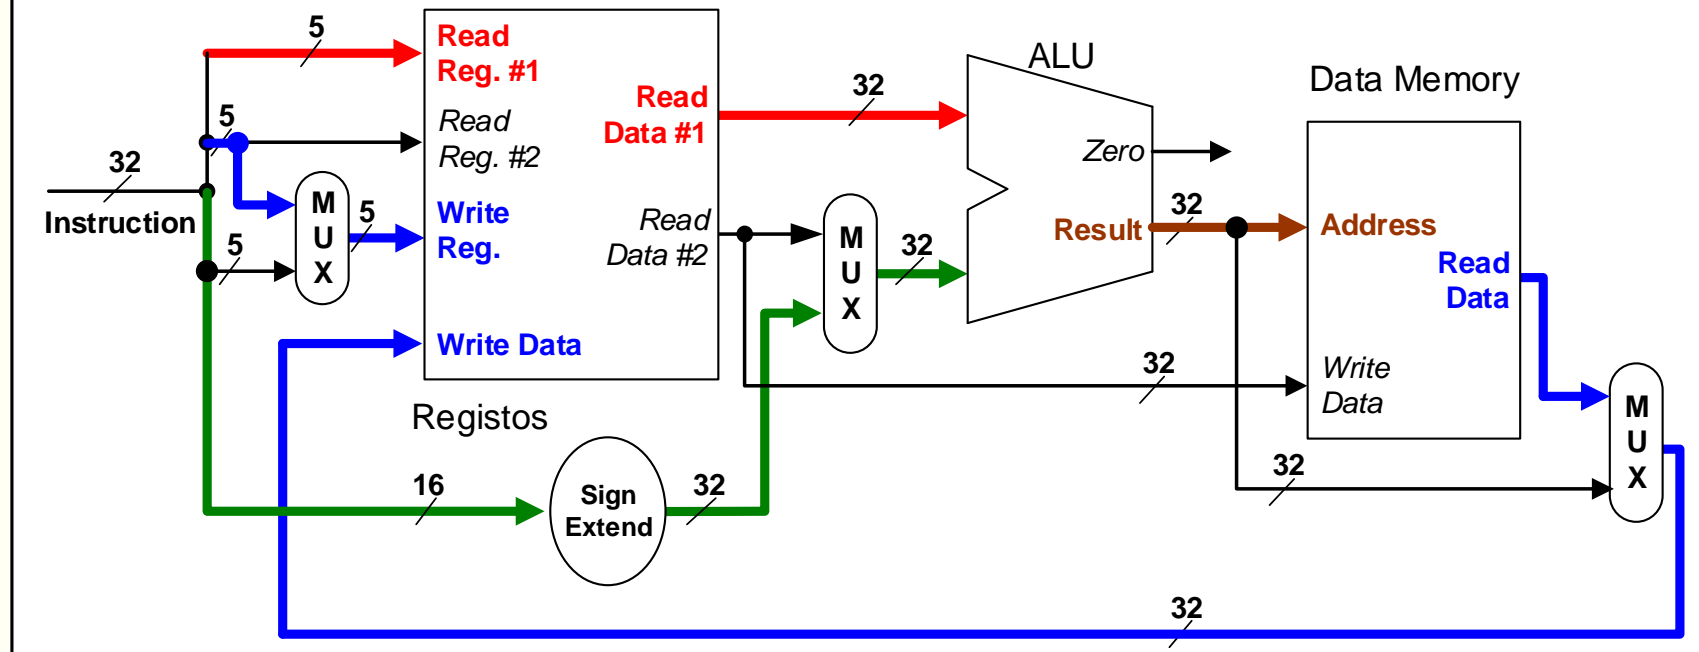 5
Read
Reg. #1
Read
Data #1
32
ALU
Data Memory
5
Read
Reg. #2
Zero
32
Instruction
M
U
X
5
Write
Reg.
Read
Data #2
M
U
X
32
Result
32
Address
Read
Data
5
Write Data
32
Write
Data
M
U
X
Registos
16
Sign
Extend
32
32
32